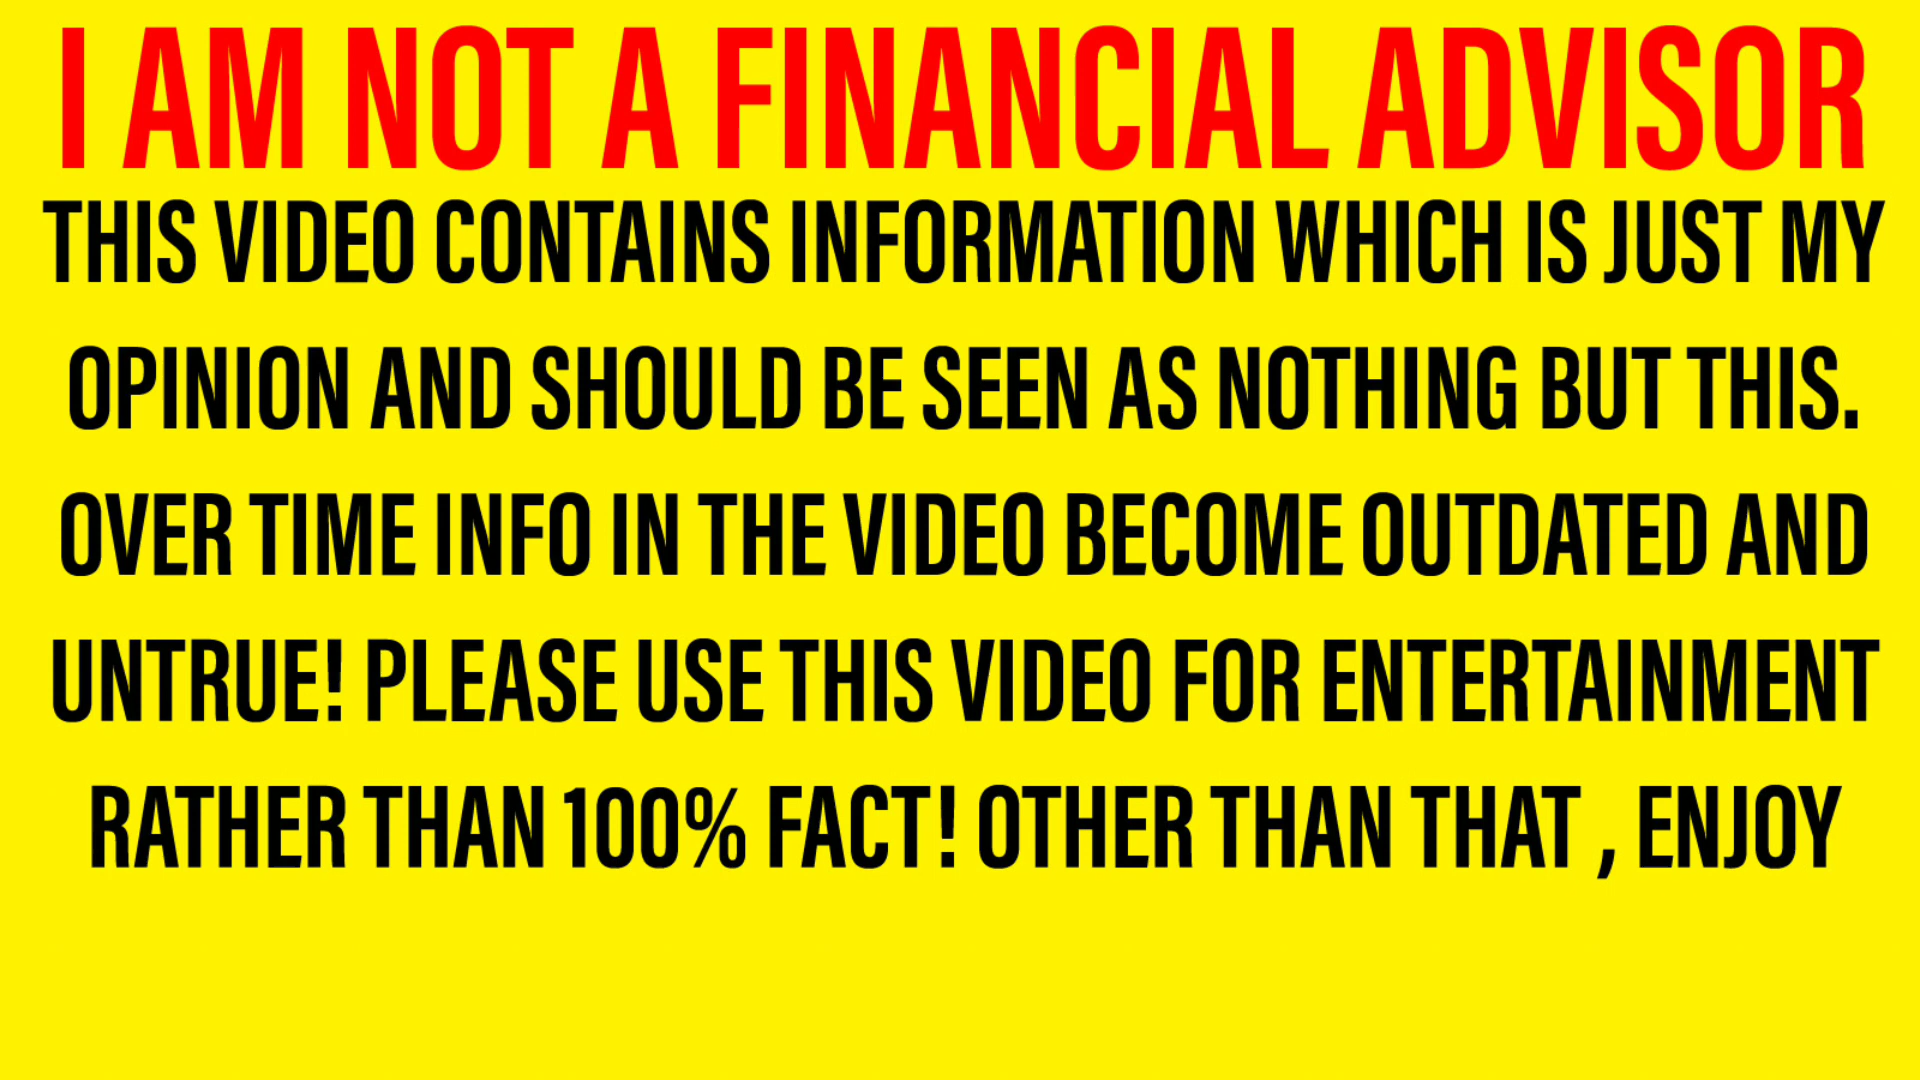 I AM NOT A FINANCIAL ADVISOR
THIS VIDEO CONTAINS INFORMATION WHICH IS JUST MY
OPINION AND SHOULD BE SEEN AS NOTHING BUT THIS.
OVER TIME INFO IN THE VIDEO BECOME OUTDATED AND
UNTRUE! PLEASE USE THIS VIDEO FOR ENTERTAINMENT
RATHER THAN 100% FACT! OTHER THAN THAT , ENJOY